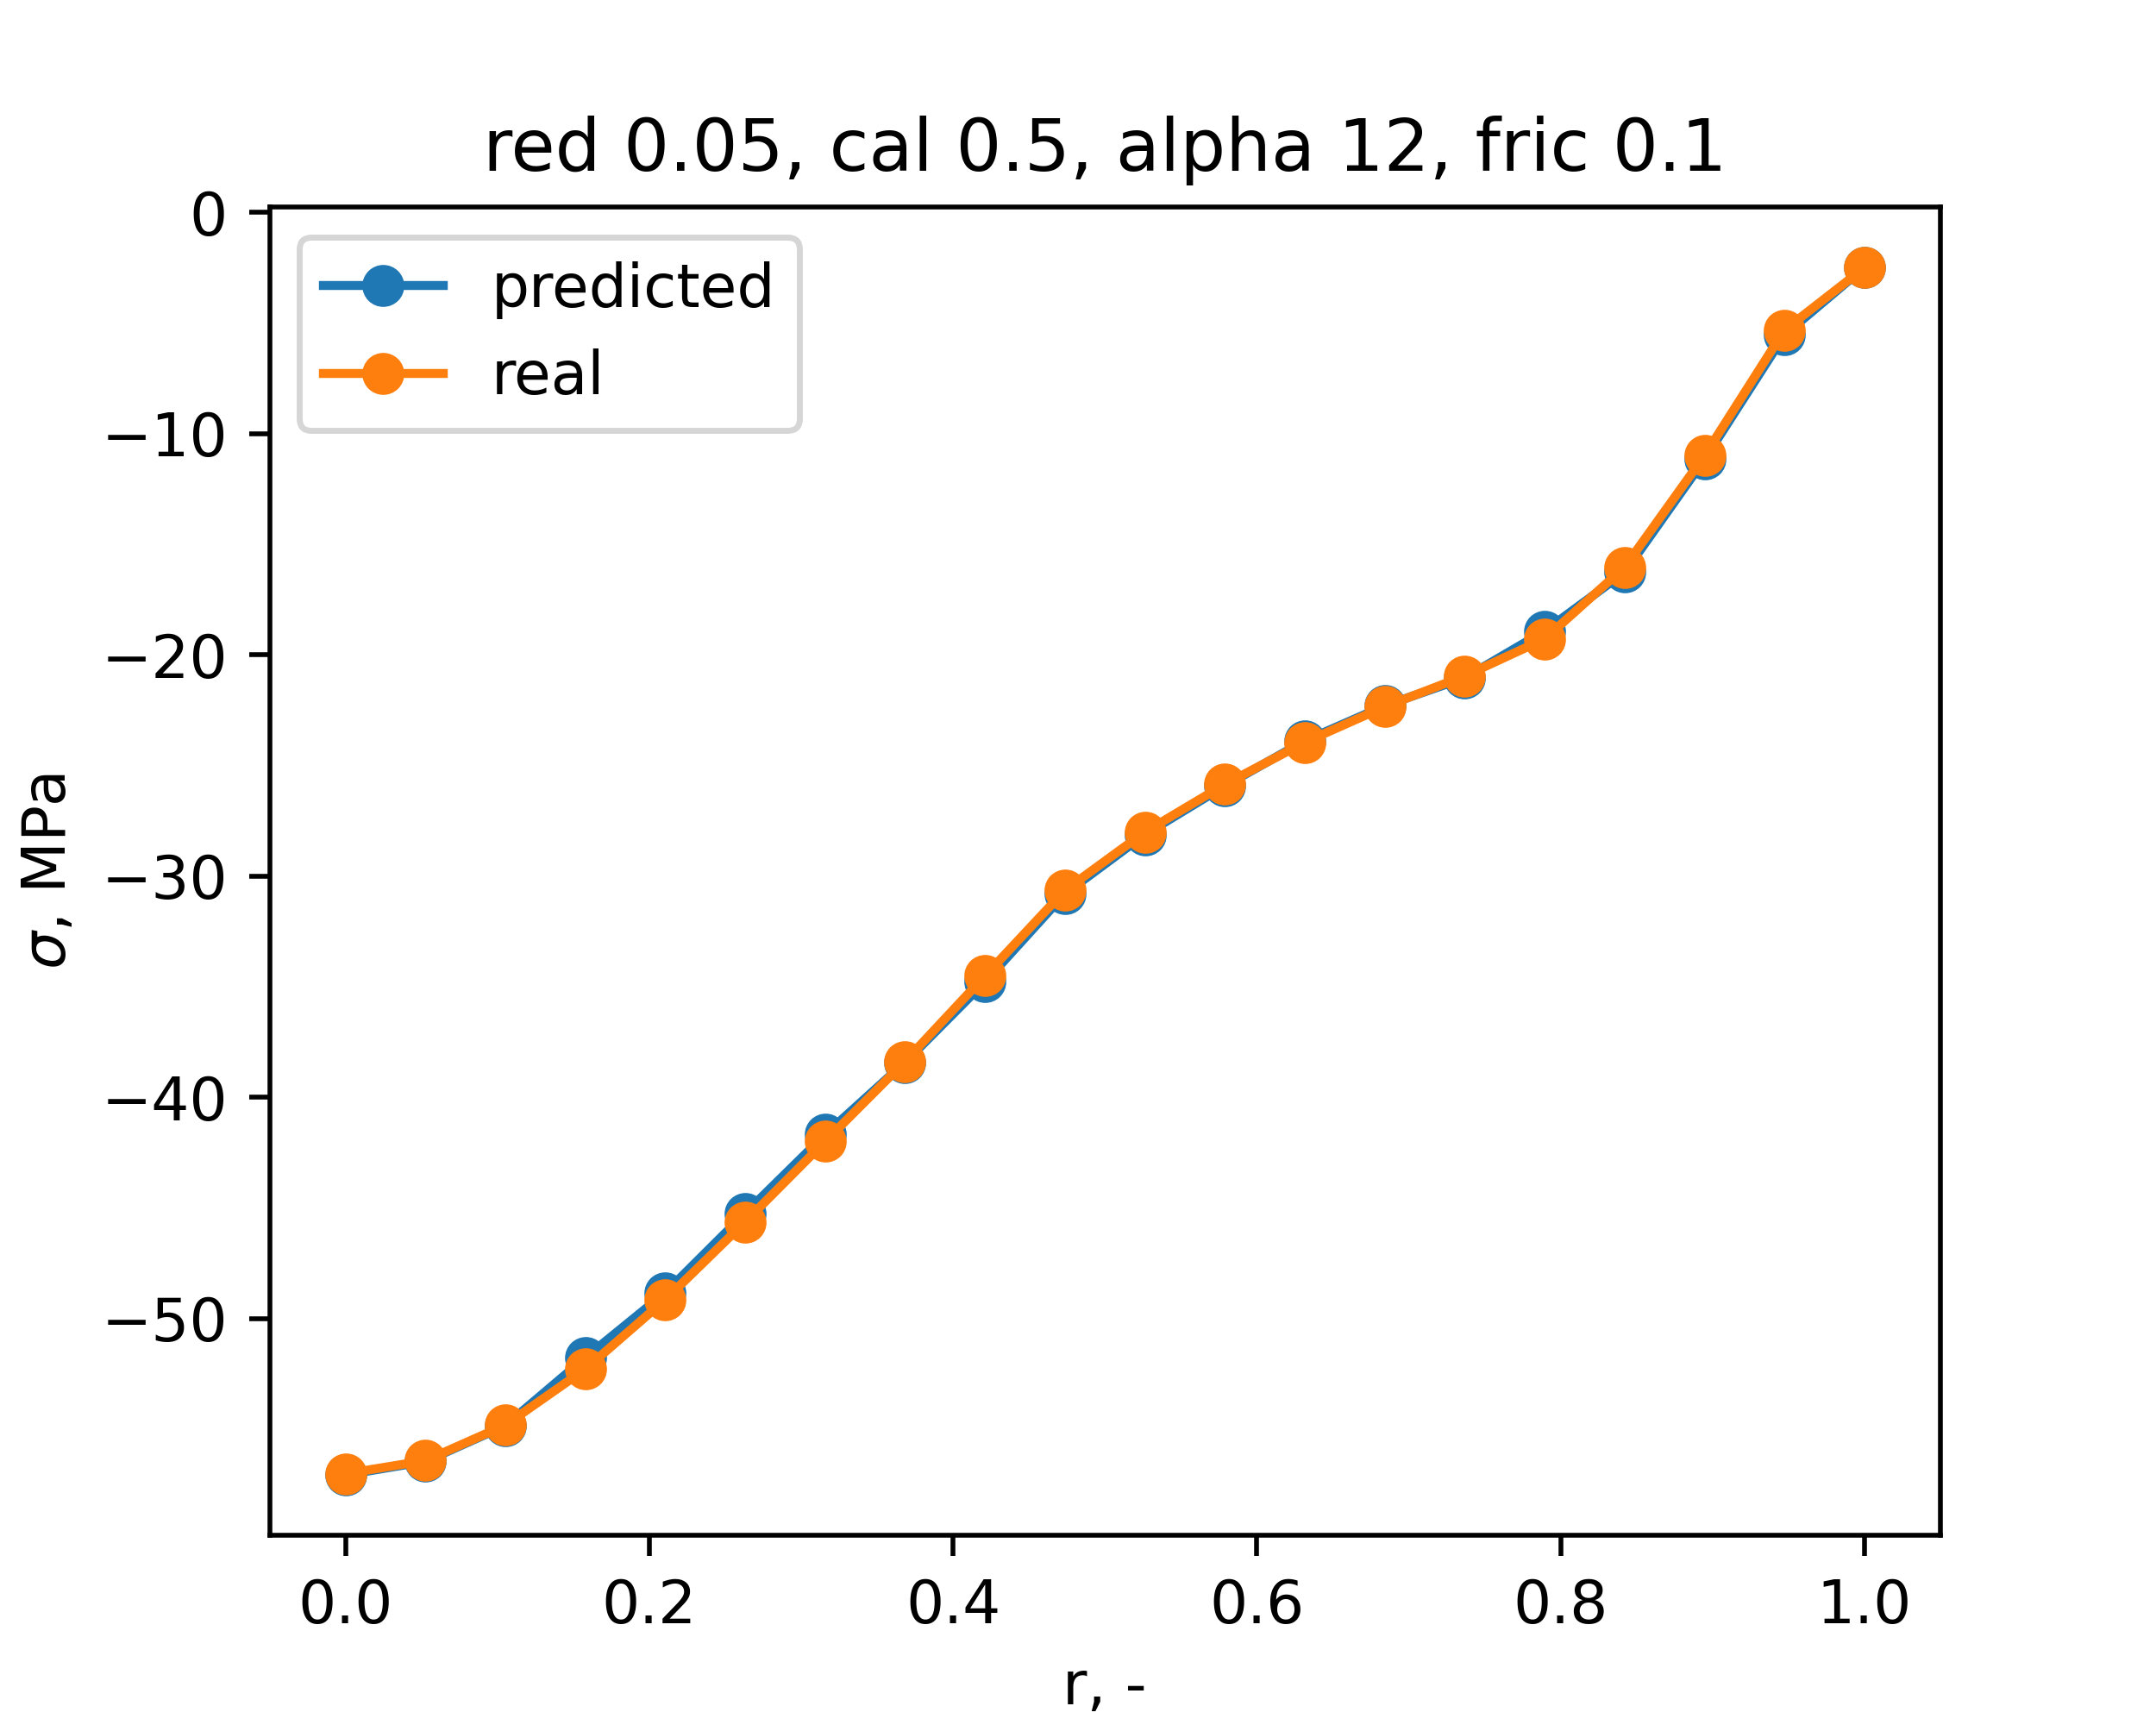 red 0.05, cal 0.5, alpha 12, fric 0.1
predicted
real
0
−10
−20
−30
−40
−50
σ, MPa
0.0 0.2 0.4 0.6 0.8 1.0
r, -